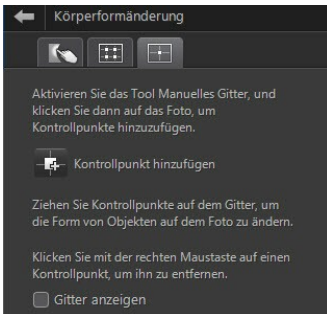 Körperformänderung
Aktivieren Sie das Tool Manuelles Gitter, und
klicken Sie dann auf das Foto, um
Kontrollpunkte hinzuzufügen.
Kontrollpunkt hinzufügen
Ziehen Sie Kontrollpunkte auf dem Gitter, um
die Form von Objekten auf dem Foto zu ändern.
Klicken Sie mit der rechten Maustaste auf einen
Kontrollpunkt, um ihn zu entfernen.
Gitter anzeigen